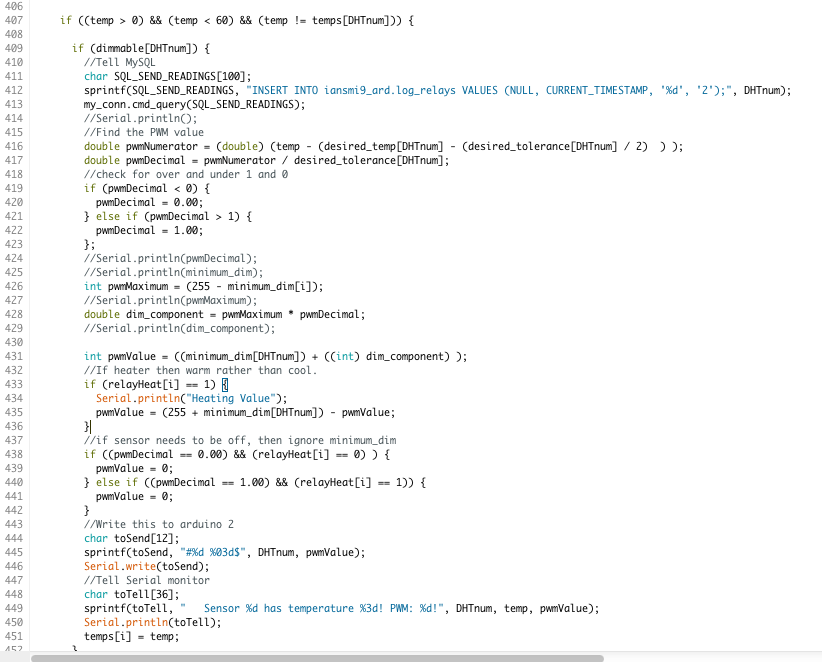 406
407 if ((temp > 0) && (temp < 60) && (temp != temps[DHTnum])) {
408
409 if (dimmable[DHTnum]) {
410 //Tell MySQL
411 char SQL_SEND_READINGS[100];
412 sprintf(SQL_SEND_READINGS, "INSERT INTO iansmi9_ard.log_relays VALUES (NULL, CURRENT_TIMESTAMP, '%d', '2');", DHTnum);
413 my_conn.cmd_query(SQL_SEND_READINGS);
414 //Serial.println();
415 //Find the PWM value
416 double pwmNumerator = (double) (temp - (desired_temp[DHTnum] - (desired_tolerance[DHTnum] / 2)  ) );
417 double pwmDecimal = pwmNumerator / desired_tolerance[DHTnum];
418 //check for over and under 1 and 0
419 if (pwmDecimal < 0) {
420 pwmDecimal = 0.00;
421 } else if (pwmDecimal > 1) {
422 pwmDecimal = 1.00;
423 };
424 //Serial.println(pwmDecimal);
425 //Serial.println(minimum_dim);
426 int pwmMaximum = (255 - minimum_dim[i]);
427 //Serial.println(pwmMaximum);
428 double dim_component = pwmMaximum * pwmDecimal;
429 //Serial.println(dim_component);
430
431 int pwmValue = ((minimum_dim[DHTnum]) + ((int) dim_component) );
432 //If heater then warm rather than cool.
433 if (relayHeat[i] == 1) {
434 Serial.println("Heating Value");
435 pwmValue = (255 + minimum_dim[DHTnum]) - pwmValue;
436 }
437 //if sensor needs to be off, then ignore minimum_dim
438 if ((pwmDecimal == 0.00) && (relayHeat[i] == 0) ) {
439 pwmValue = 0;
440 } else if ((pwmDecimal == 1.00) && (relayHeat[i] == 1)) {
441 pwmValue = 0;
442 }
443 //Write this to arduino 2
444 char toSend[12];
445 sprintf(toSend, "#%d %03d$", DHTnum, pwmValue);
446 Serial.write(toSend);
447 //Tell Serial monitor
448 char toTell[36];
449 sprintf(toTell, "   Sensor %d has temperature %3d! PWM: %d!", DHTnum, temp, pwmValue);
450 Serial.println(toTell);
451 temps[i] = temp;
452 }